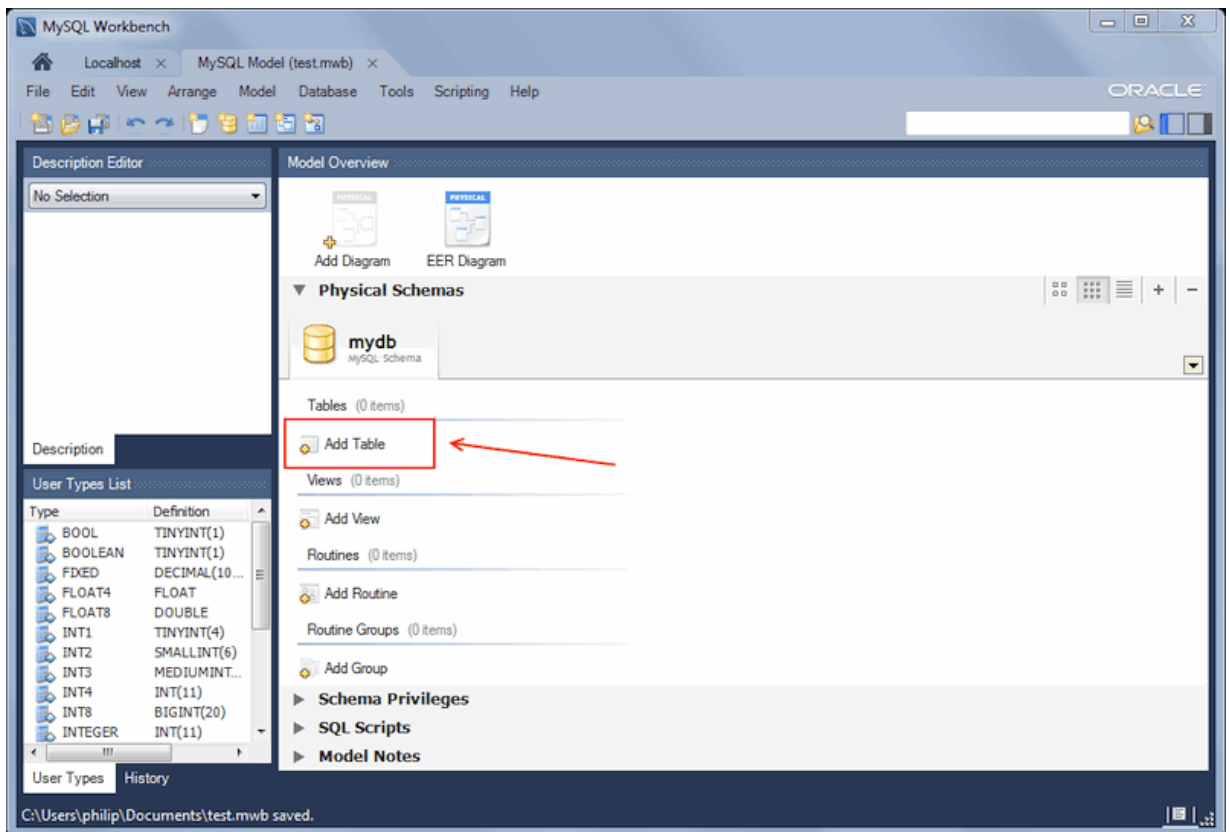 MySQL Workbench
Localhost
MySQL Model (test.mwb)
File Edit View Arrange Model Database Tools Scripting Help
ORACLE
Description Editor
No Selection
Description
User Types List
Type Definition
BOOL TINYINT(1)
BOOLEAN TINYINT(1)
FIXED DECIMAL(10...
FLOAT4 FLOAT
FLOAT8 DOUBLE
INT1 TINYINT(4)
INT2 SMALLINT(6)
INT3 MEDIUMINT...
INT4 INT(11)
INT8 BIGINT(20)
INTEGER INT(11)
User Types History
Model Overview
PHYSICAL
PHYSICAL
Add Diagram
EER Diagram
Physical Schemas
mydb
MySQL Schema
Tables (0 items)
Add Table
Views (0 items)
Add View
Routines (0 items)
Add Routine
Routine Groups (0 items)
Add Group
Schema Privileges
SQL Scripts
Model Notes
C:\Users\philip\Documents\test.mwb saved.